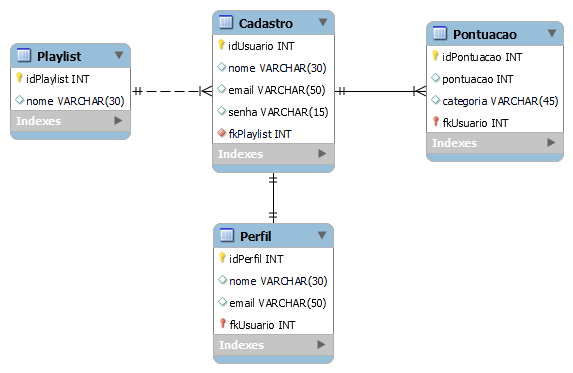 Playlist
idPlaylist INT
nome VARCHAR(30)
Indexes
Cadastro
idUsuario INT
nome VARCHAR(30)
email VARCHAR(50)
senha VARCHAR(15)
fkPlaylist INT
Indexes
Pontuacao
idPontuacao INT
pontuacao INT
categoria VARCHAR(45)
fkUsuario INT
Indexes
Perfil
idPerfil INT
nome VARCHAR(30)
email VARCHAR(50)
fkUsuario INT
Indexes